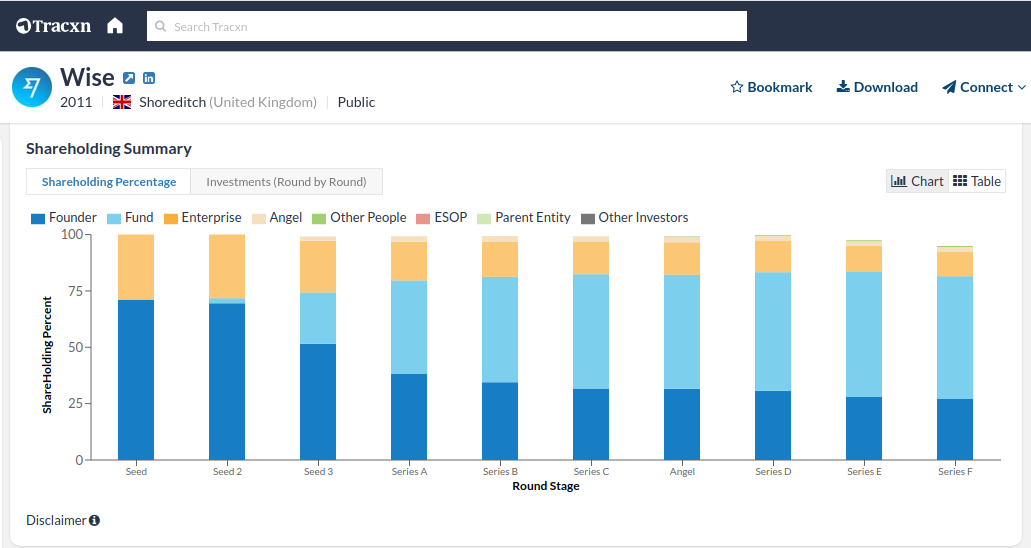 Tracxn
Search Tracxn
Wise
2011 Shoreditch (United Kingdom) Public
Bookmark Download Connect
Shareholding Summary
Shareholding Percentage Investments (Round by Round)
Chart Table
Founder Fund Enterprise Angel Other People ESOP Parent Entity Other Investors
100
75
50
25
0
ShareHolding Percent
Seed Seed 2 Seed 3 Series A Series B Series C Angel Series D Series E Series F
Round Stage
Disclaimer